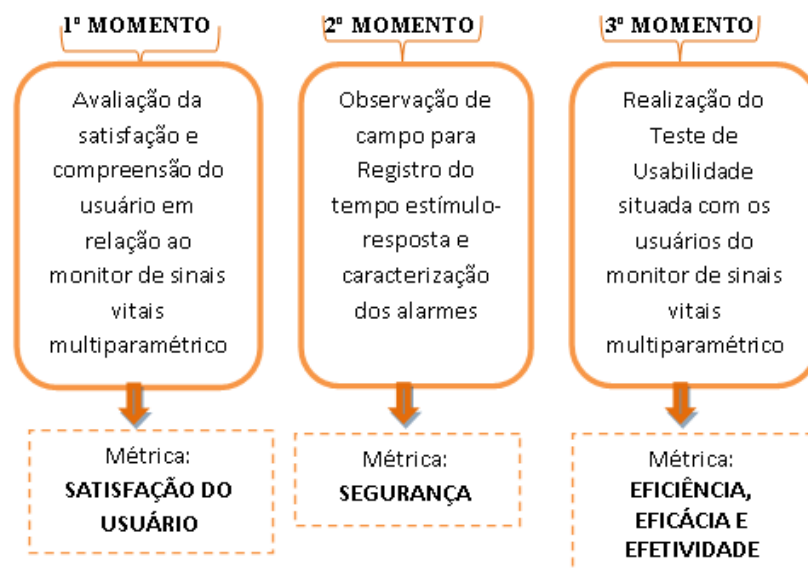 1º MOMENTO
Avaliação da
satisfação e
compreensão do
usuário em
relação ao
monitor de sinais
vitais
multiparamétrico
Métrica:
SATISFAÇÃO DO
USUÁRIO
2º MOMENTO
Observação de
campo para
Registro do
tempo estímulo-
resposta e
caracterização
dos alarmes
Métrica:
SEGURANÇA
3º MOMENTO
Realização do
Teste de
Usabilidade
situada com os
usuários do
monitor de sinais
vitais
multiparamétrico
Métrica:
EFICIÊNCIA,
EFICÁCIA E
EFETIVIDADE